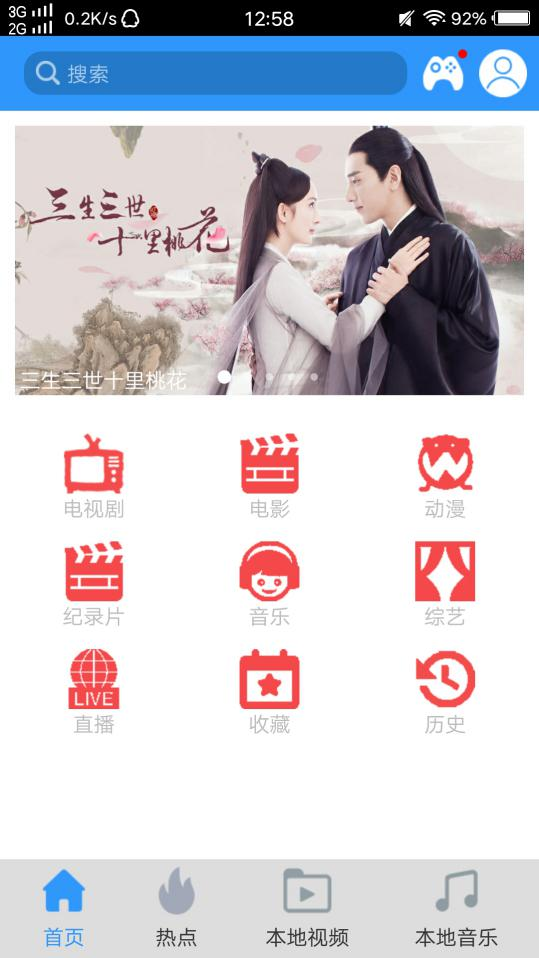 3G
2G
0.2K/s
12:58
92%
搜索
三生三世
十里桃花
三生三世十里桃花
电视剧
电影
动漫
纪录片
音乐
综艺
LIVE
直播
收藏
历史
首页
热点
本地视频
本地音乐